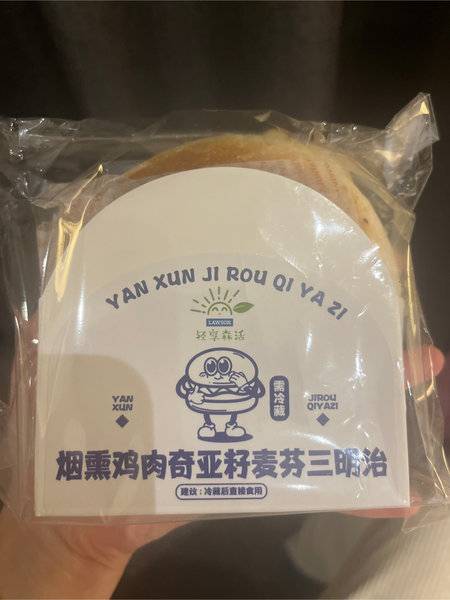 YAN XUN JI ROU QI YA ZI
LAWSON
轻享森活
YAN
XUN
需冷藏
JIROU
QIYAZI
烟熏鸡肉奇亚籽麦芬三明治
建议：冷藏后直接食用